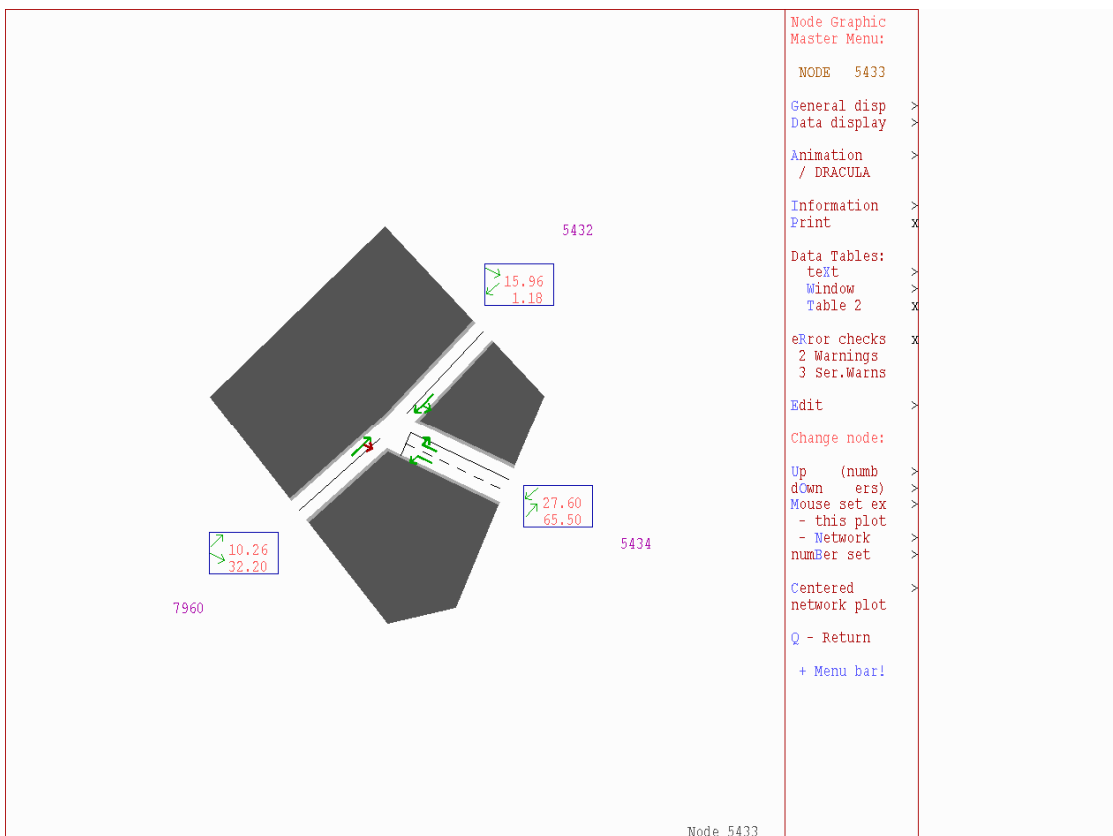 Node Graphic
Master Menu:
NODE 5433
General disp >
Data display >
Animation >
/ DRACULA
Information >
Print x
Data Tables:
teXt >
Window >
Table 2 x
eRror checks x
2 Warnings
3 Ser.Warns
Edit >
Change node:
Up (numb >
dOwn ers) >
Mouse set ex >
- this plot
- Network >
numBer set >
Centered >
network plot
Q - Return
+ Menu bar!
5432
15.96
1.18
27.60
65.50
5434
10.26
32.20
7960
Node 5433